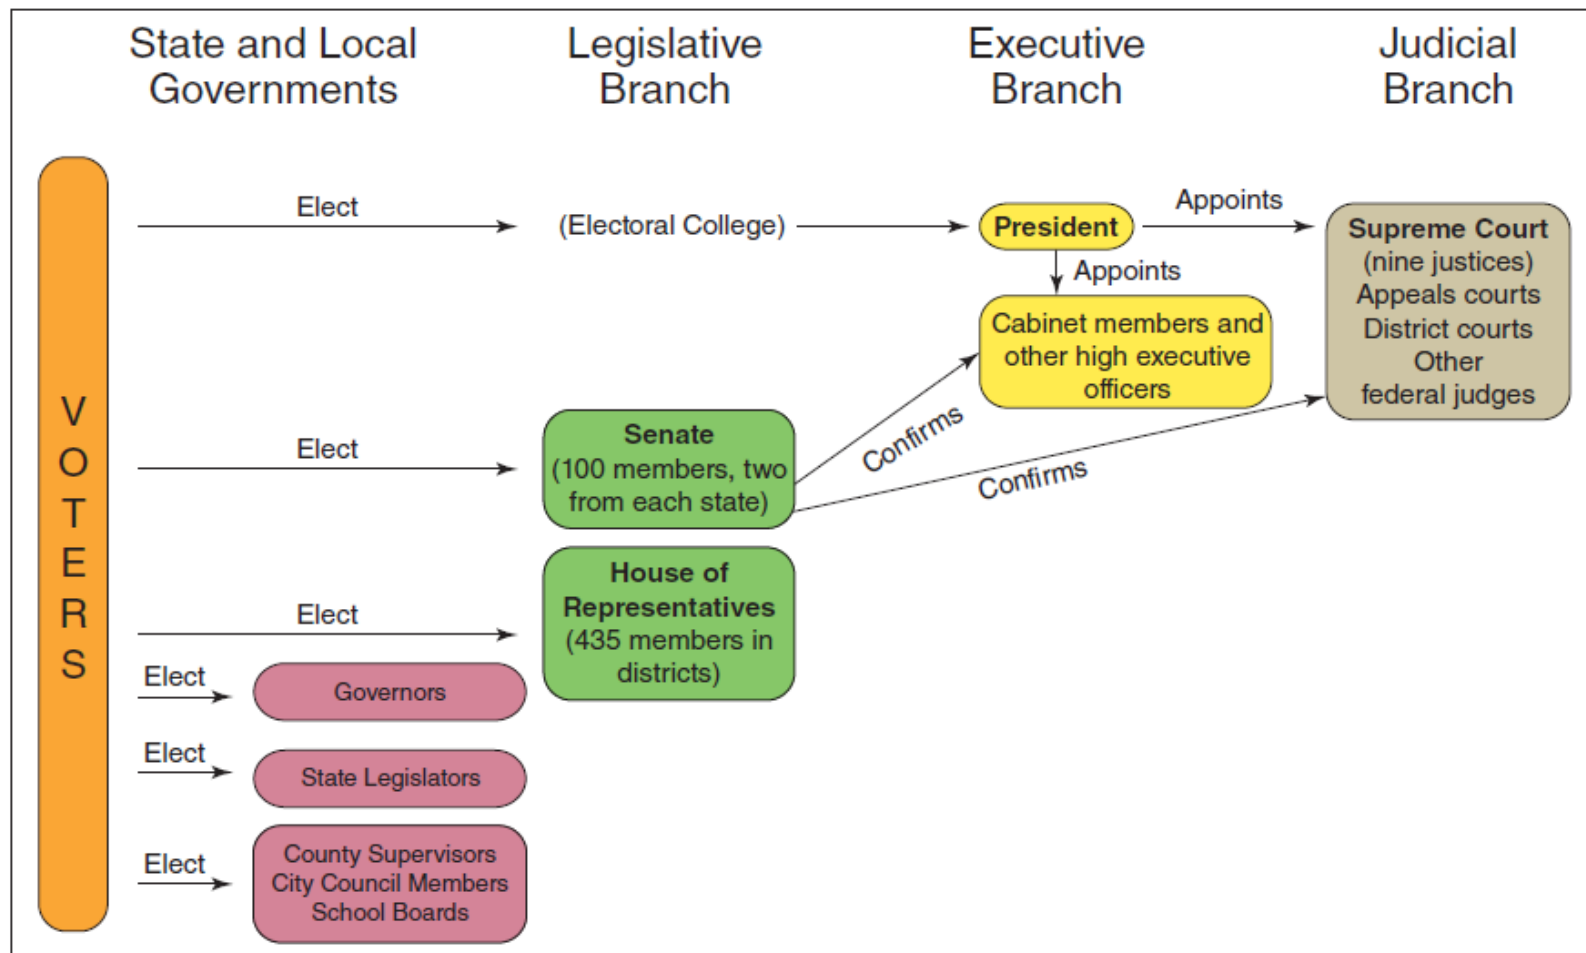 State and Local
Governments
Legislative
Branch
Executive
Branch
Judicial
Branch
VOTERS
Elect
(Electoral College)
President
Appoints
Supreme Court
(nine justices)
Appeals courts
District courts
Other
federal judges
Appoints
Cabinet members and
other high executive
officers
Elect
Senate
(100 members, two
from each state)
Confirms
Confirms
Elect
House of
Representatives
(435 members in
districts)
Elect
Governors
Elect
State Legislators
Elect
County Supervisors
City Council Members
School Boards